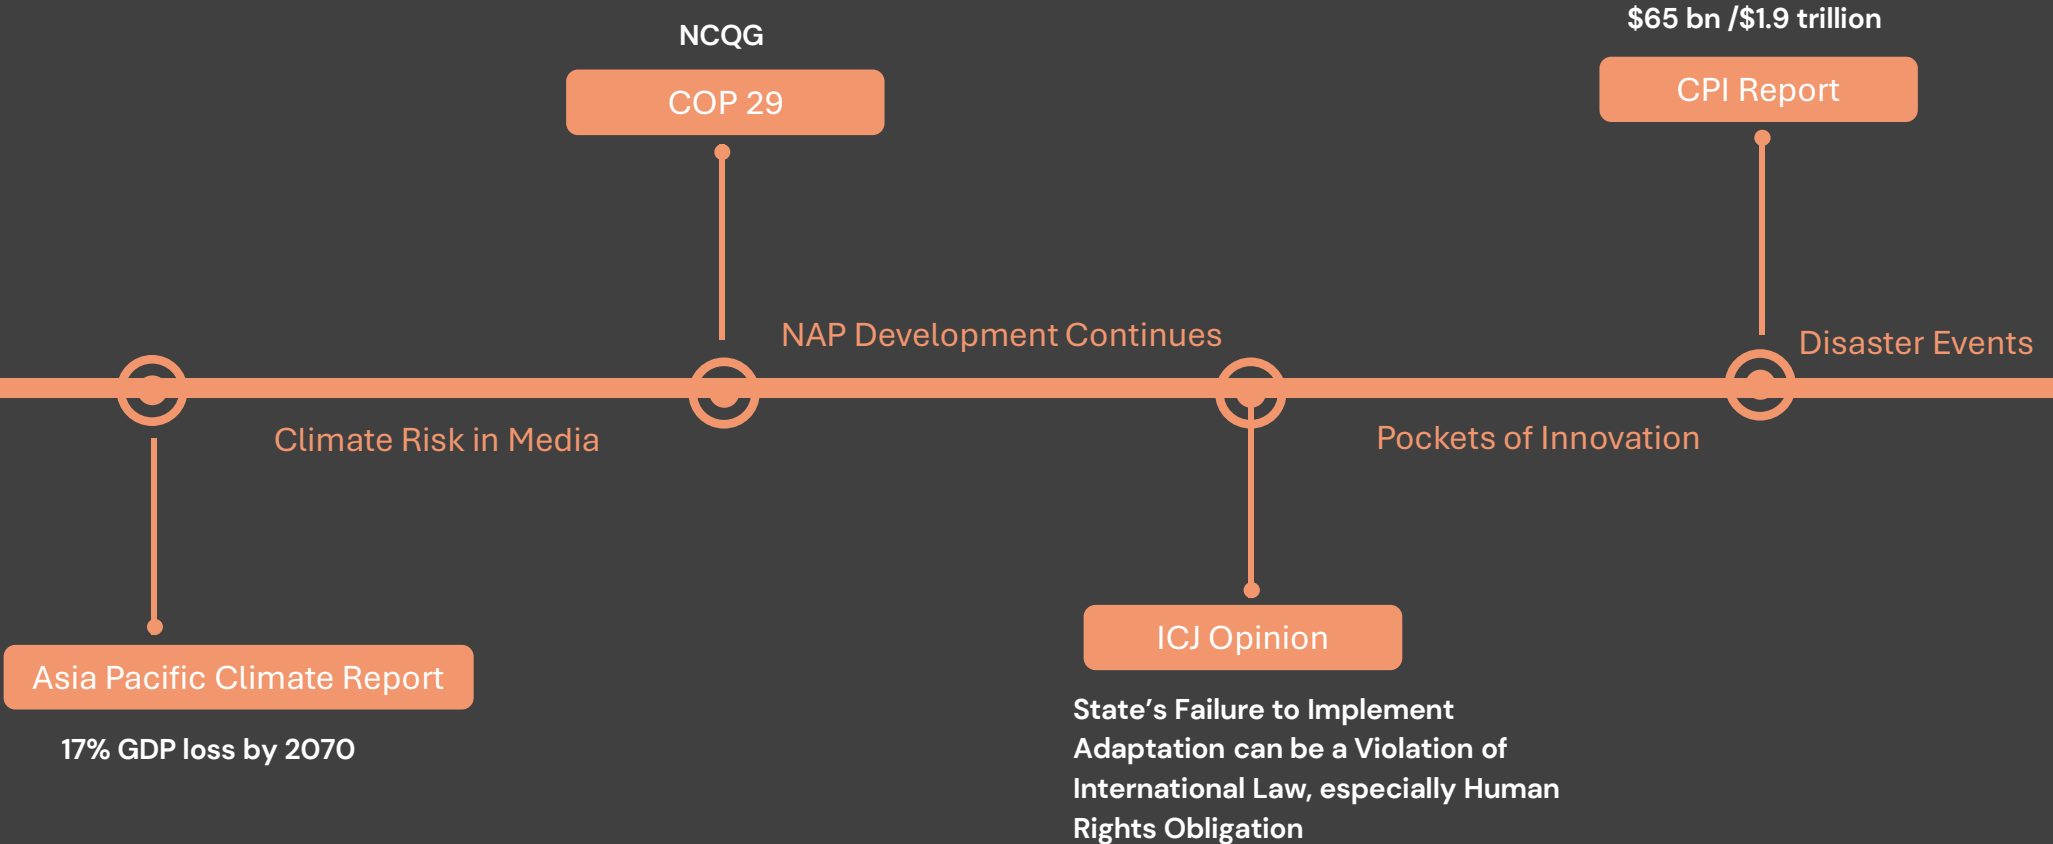 $65 bn /$1.9 trillion
NCQG
CPI Report
COP 29
NAP Development Continues
Disaster Events
Climate Risk in Media
Pockets of Innovation
ICJ Opinion
Asia Pacific Climate Report
State’s Failure to Implement
Adaptation can be a Violation of
International Law, especially Human
Rights Obligation
17% GDP loss by 2070